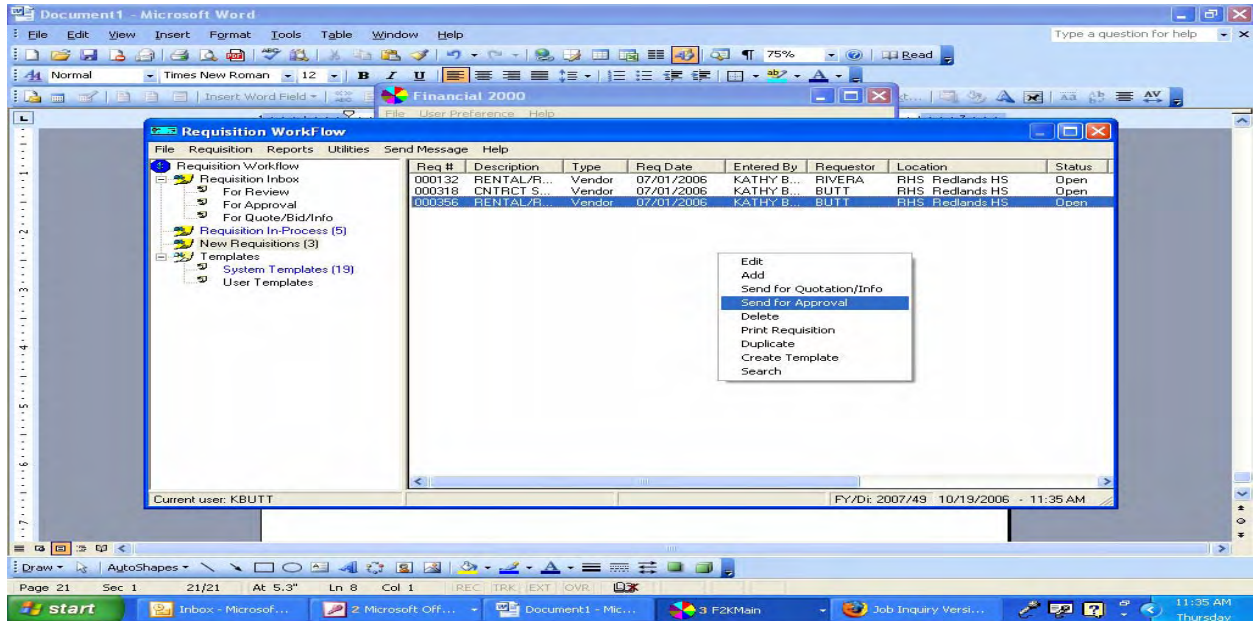 Document1 - Microsoft Word
File Edit View Insert Format Tools Table Window Help
Type a question for help
75%
Read
Normal
Times New Roman
12
B I U
Insert Word Field
Financial 2000
File User Preference Help
Requisition WorkFlow
File Requisition Reports Utilities Send Message Help
Requisition Workflow
Requisition Inbox
For Review
For Approval
For Quote/Bid/Info
Requisition In-Process (5)
New Requisitions (3)
Templates
System Templates (19)
User Templates
Req # Description Type Req Date Entered By Requestor Location Status
000132 RENTAL/R... Vendor 07/01/2006 KATHY B... RIVERA RHS Redlands HS Open
000318 CNTRCT S... Vendor 07/01/2006 KATHY B... BUTT RHS Redlands HS Open
000356 RENTAL/R... Vendor 07/01/2006 KATHY B... BUTT RHS Redlands HS Open
Edit
Add
Send for Quotation/Info
Send for Approval
Delete
Print Requisition
Duplicate
Create Template
Search
Current user: KBUTT
FY/Di: 2007/49 10/19/2006 - 11:35 AM
Draw AutoShapes
Page 21 Sec 1 21/21 At 5.3" Ln 8 Col 1 REC TRK EXT OVR
start
Inbox - Microsof...
2 Microsoft Off...
Document1 - Mic...
3 F2KMain
Job Inquiry Versi...
11:35 AM
Thursday